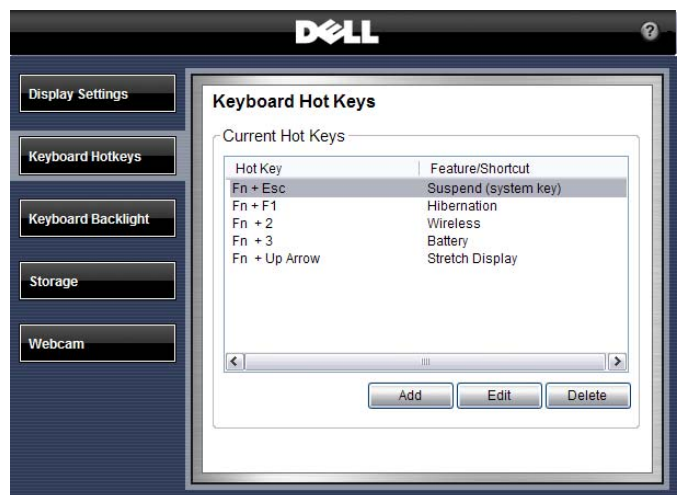 DELL
?
Display Settings
Keyboard Hotkeys
Keyboard Backlight
Storage
Webcam
Keyboard Hot Keys
Current Hot Keys
Hot Key Feature/Shortcut
Fn + Esc Suspend (system key)
Fn + F1 Hibernation
Fn + 2 Wireless
Fn + 3 Battery
Fn + Up Arrow Stretch Display
Add Edit Delete